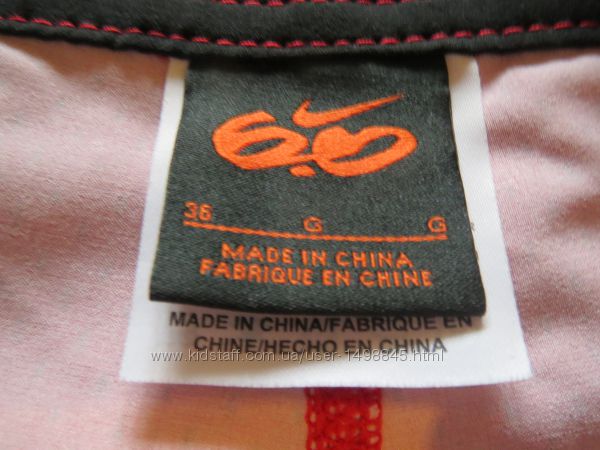 6.0
36 G G
MADE IN CHINA
FABRIQUE EN CHINE
MADE IN CHINA/FABRIQUE EN
CHINE/HECHO EN CHINA
www.kidstaff.com.ua/user-1498845.html